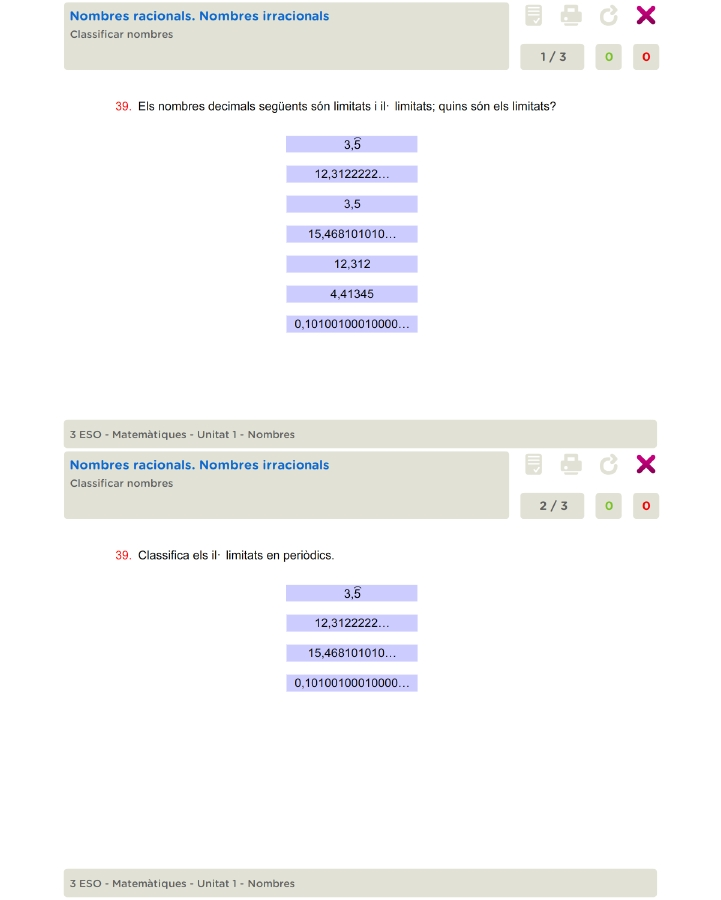 Nombres racionals. Nombres irracionals
Classificar nombres
1 / 3
0
0
39. Els nombres decimals següents són limitats i il· limitats; quins són els limitats?
3,5͡
12,3122222...
3,5
15,468101010...
12,312
4,41345
0,10100100010000...
3 ESO - Matemàtiques - Unitat 1 - Nombres
Nombres racionals. Nombres irracionals
Classificar nombres
2 / 3
0
0
39. Classifica els il· limitats en periòdics.
3,5͡
12,3122222...
15,468101010...
0,10100100010000...
3 ESO - Matemàtiques - Unitat 1 - Nombres